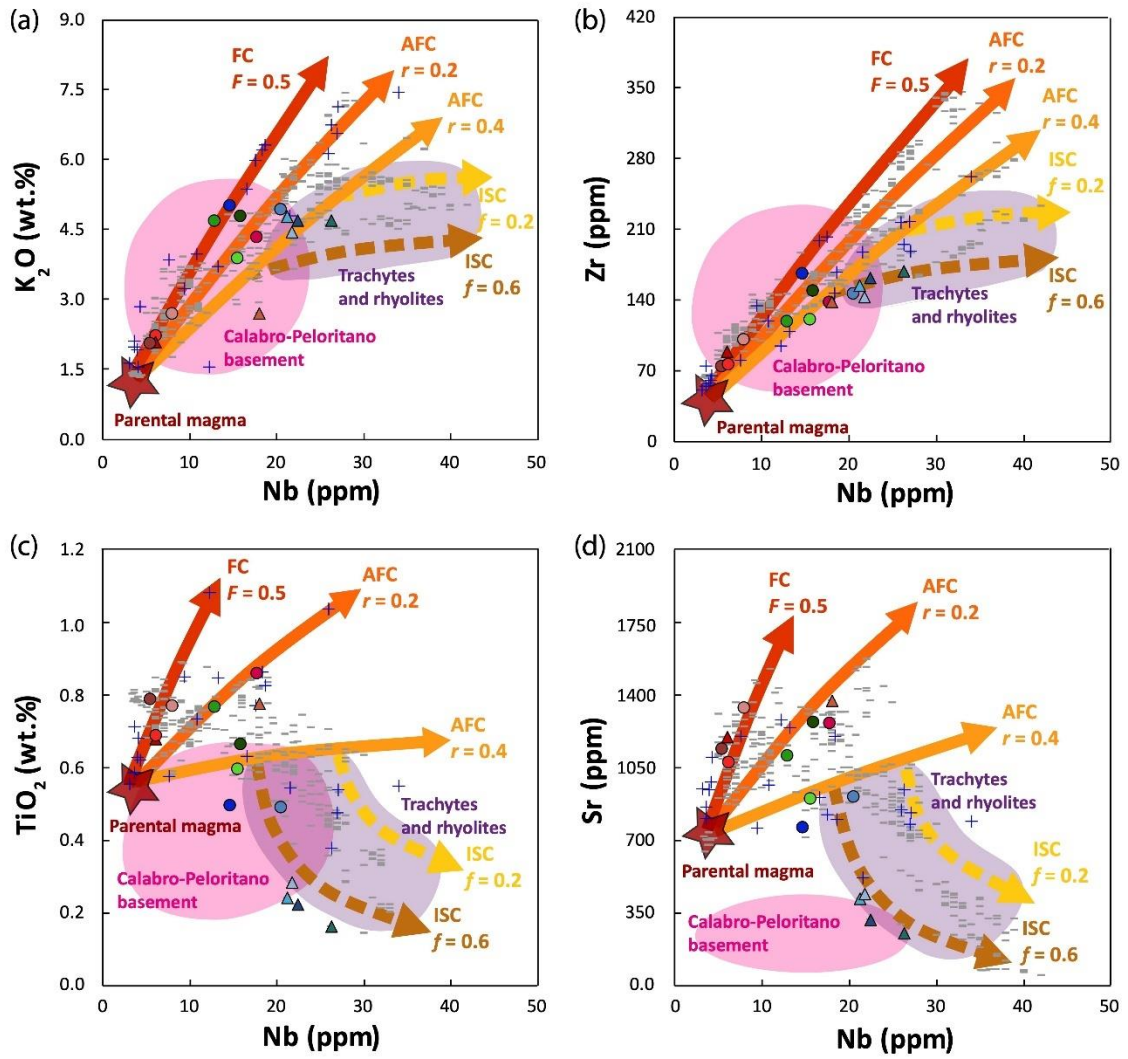 (a)
9.0
7.5
6.0
4.5
3.0
1.5
0.0
K2O (wt.%)
FC
F = 0.5
AFC
r = 0.2
AFC
r = 0.4
ISC
f = 0.2
ISC
f = 0.6
Trachytes
and rhyolites
Calabro-Peloritano
basement
Parental magma
0 10 20 30 40 50
Nb (ppm)
(b)
420
350
280
210
140
70
0
Zr (ppm)
FC
F = 0.5
AFC
r = 0.2
AFC
r = 0.4
ISC
f = 0.2
ISC
f = 0.6
Trachytes
and rhyolites
Calabro-Peloritano
basement
Parental magma
0 10 20 30 40 50
Nb (ppm)
(c)
1.2
1.0
0.8
0.6
0.4
0.2
0.0
TiO2 (wt.%)
FC
F = 0.5
AFC
r = 0.2
AFC
r = 0.4
Parental magma
Trachytes
and rhyolites
ISC
f = 0.2
Calabro-Peloritano
basement
ISC
f = 0.6
0 10 20 30 40 50
Nb (ppm)
(d)
2100
1750
1400
1050
700
350
0
Sr (ppm)
FC
F = 0.5
AFC
r = 0.2
AFC
r = 0.4
Trachytes
and rhyolites
Parental magma
ISC
f = 0.2
Calabro-Peloritano
basement
ISC
f = 0.6
0 10 20 30 40 50
Nb (ppm)